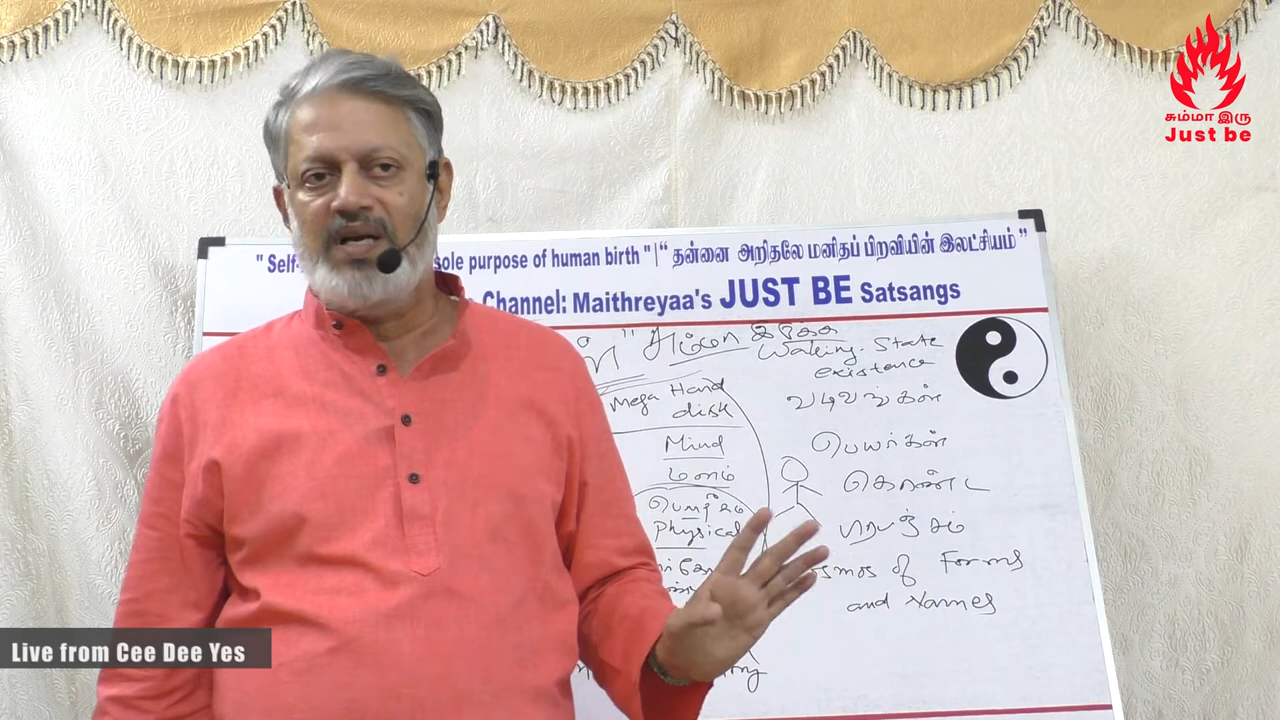 சும்மா இரு
Just be
" Self- sole purpose of human birth " | “ தன்னை அறிதலே மனிதப் பிறவியின் இலட்சியம் ”
Channel: Maithreyaa's JUST BE Satsangs
சும்மா
Waking State
existence
Mega Hard
disk
வடிவங்கள்
Mind
மனம்
பெயர்கள்
கொண்ட
Physical
பிரபஞ்சம்
of Forms
and Names
Live from Cee Dee Yes